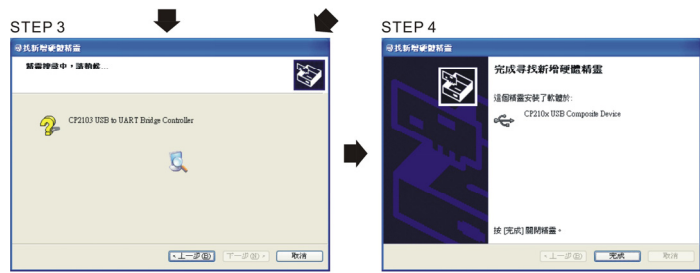 STEP 3
尋找新增硬體精靈
精靈搜尋中，請稍候...
CP2103 USB to UART Bridge Controller
< 上一步(B)
下一步(N) >
取消
STEP 4
尋找新增硬體精靈
完成尋找新增硬體精靈
這個精靈安裝了軟體於:
CP210x USB Composite Device
按 [完成] 關閉精靈。
< 上一步(B)
完成
取消